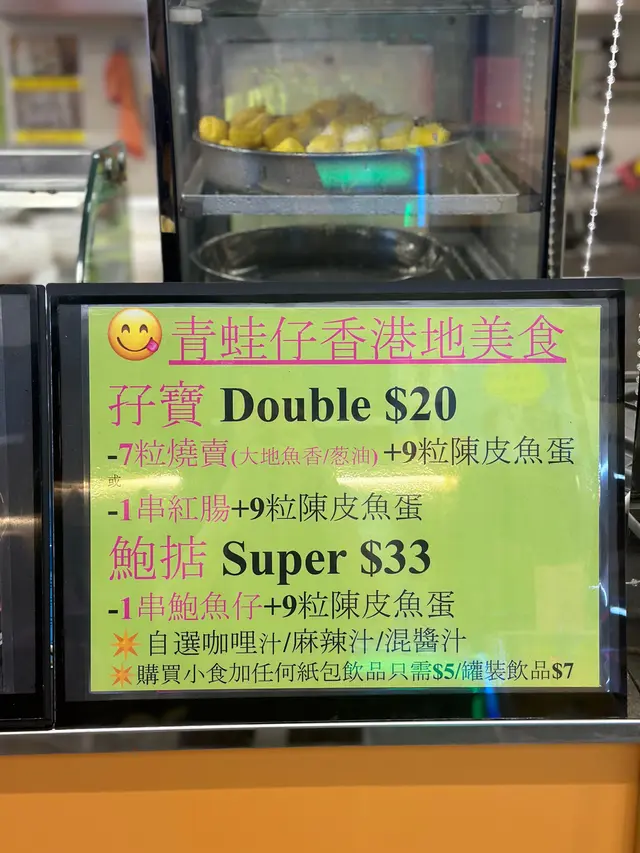 青蛙仔香港地美食
孖寶 Double $20
-7粒燒賣(大地魚香/葱油)+9粒陳皮魚蛋
或
-1串紅腸+9粒陳皮魚蛋
鮑掂 Super $33
-1串鮑魚仔+9粒陳皮魚蛋
自選咖哩汁/麻辣汁/混醬汁
購買小食加任何紙包飲品只需$5/罐裝飲品$7